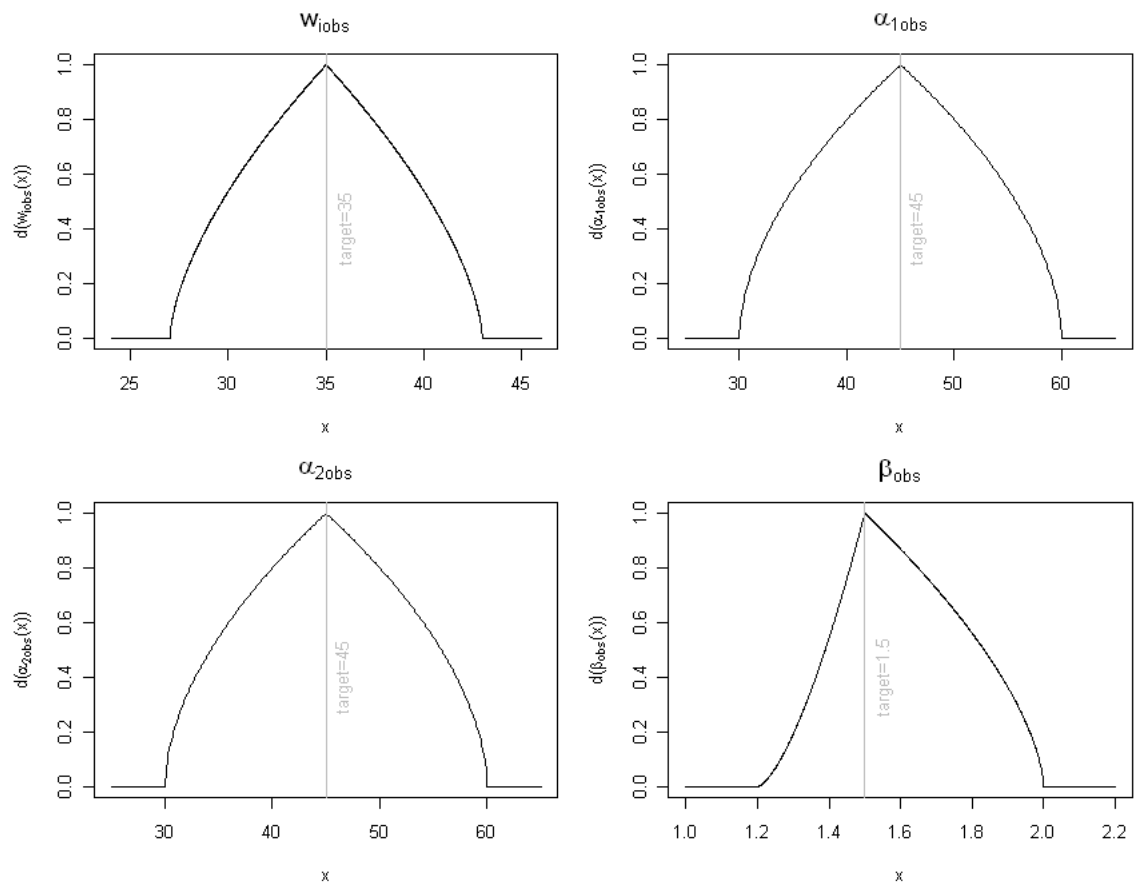 w_iobs
d(w_iobs(x))
1.0
0.8
0.6
0.4
0.2
0.0
target=35
25 30 35 40 45
x
α_1obs
d(α_1obs(x))
1.0
0.8
0.6
0.4
0.2
0.0
target=45
30 40 50 60
x
α_2obs
d(α_2obs(x))
1.0
0.8
0.6
0.4
0.2
0.0
target=45
30 40 50 60
x
β_obs
d(β_obs(x))
1.0
0.8
0.6
0.4
0.2
0.0
target=1.5
1.0 1.2 1.4 1.6 1.8 2.0 2.2
x